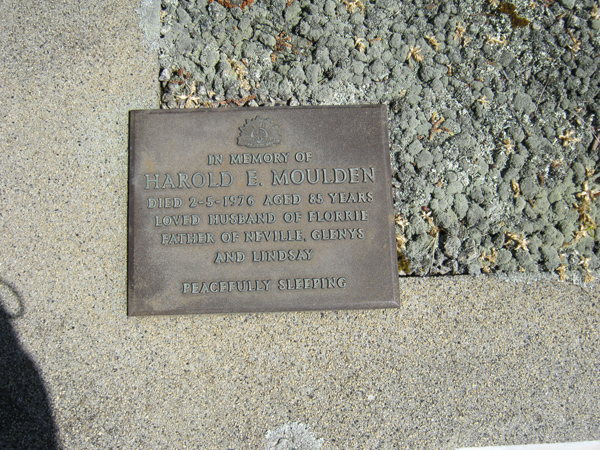 IN MEMORY OF
HAROLD E. MOULDEN
DIED 2-5-1976 AGED 85 YEARS
LOVED HUSBAND OF FLORRIE
FATHER OF NEVILLE, GLENYS
AND LINDSAY
PEACEFULLY SLEEPING